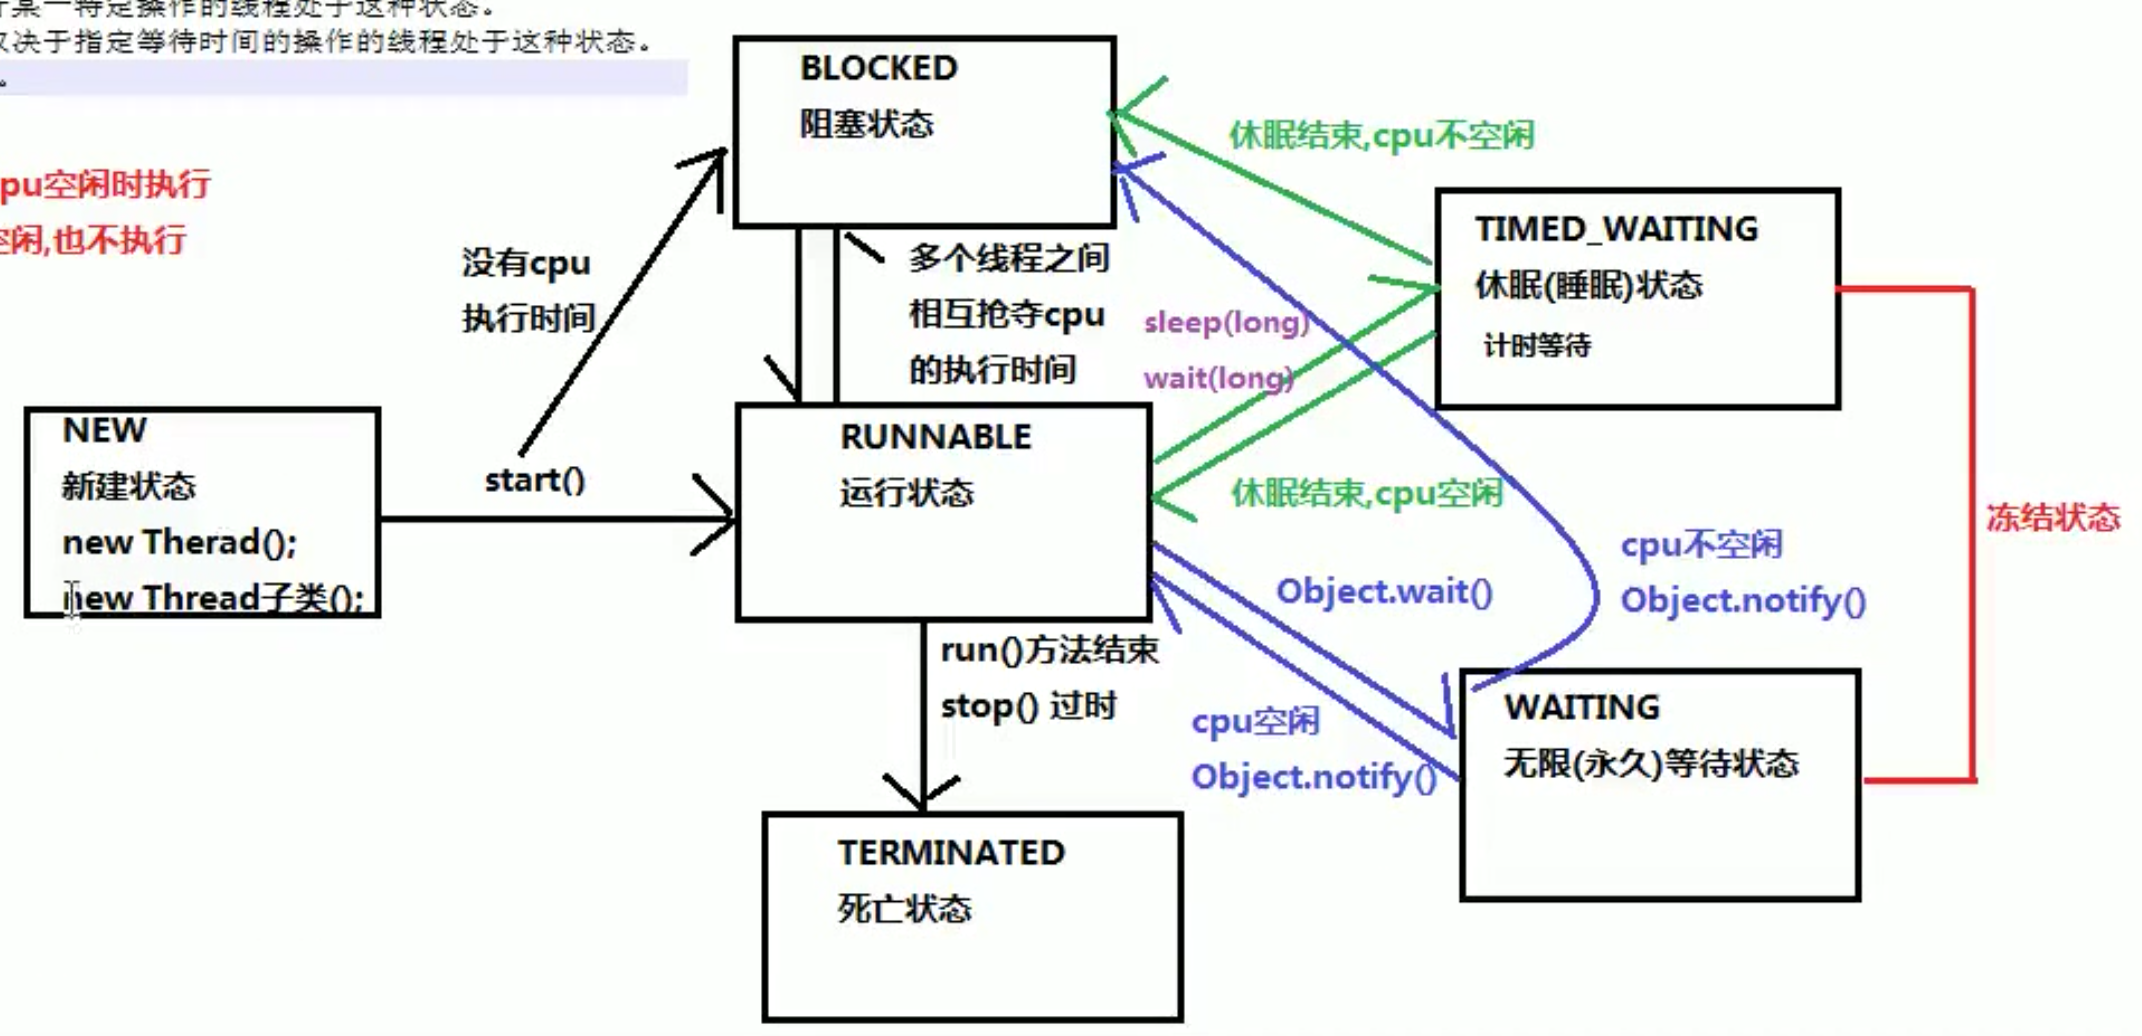 某一特定操作的线程处于这种状态。
决于指定等待时间的操作的线程处于这种状态。
。
pu空闲时执行
闲,也不执行
BLOCKED
阻塞状态
休眠结束,cpu不空闲
没有cpu
执行时间
多个线程之间
相互抢夺cpu
的执行时间
sleep(long)
wait(long)
TIMED_WAITING
休眠(睡眠)状态
计时等待
NEW
新建状态
new Therad();
new Thread子类();
start()
RUNNABLE
运行状态
休眠结束,cpu空闲
冻结状态
cpu不空闲
Object.notify()
Object.wait()
run()方法结束
stop() 过时
cpu空闲
Object.notify()
WAITING
无限(永久)等待状态
TERMINATED
死亡状态